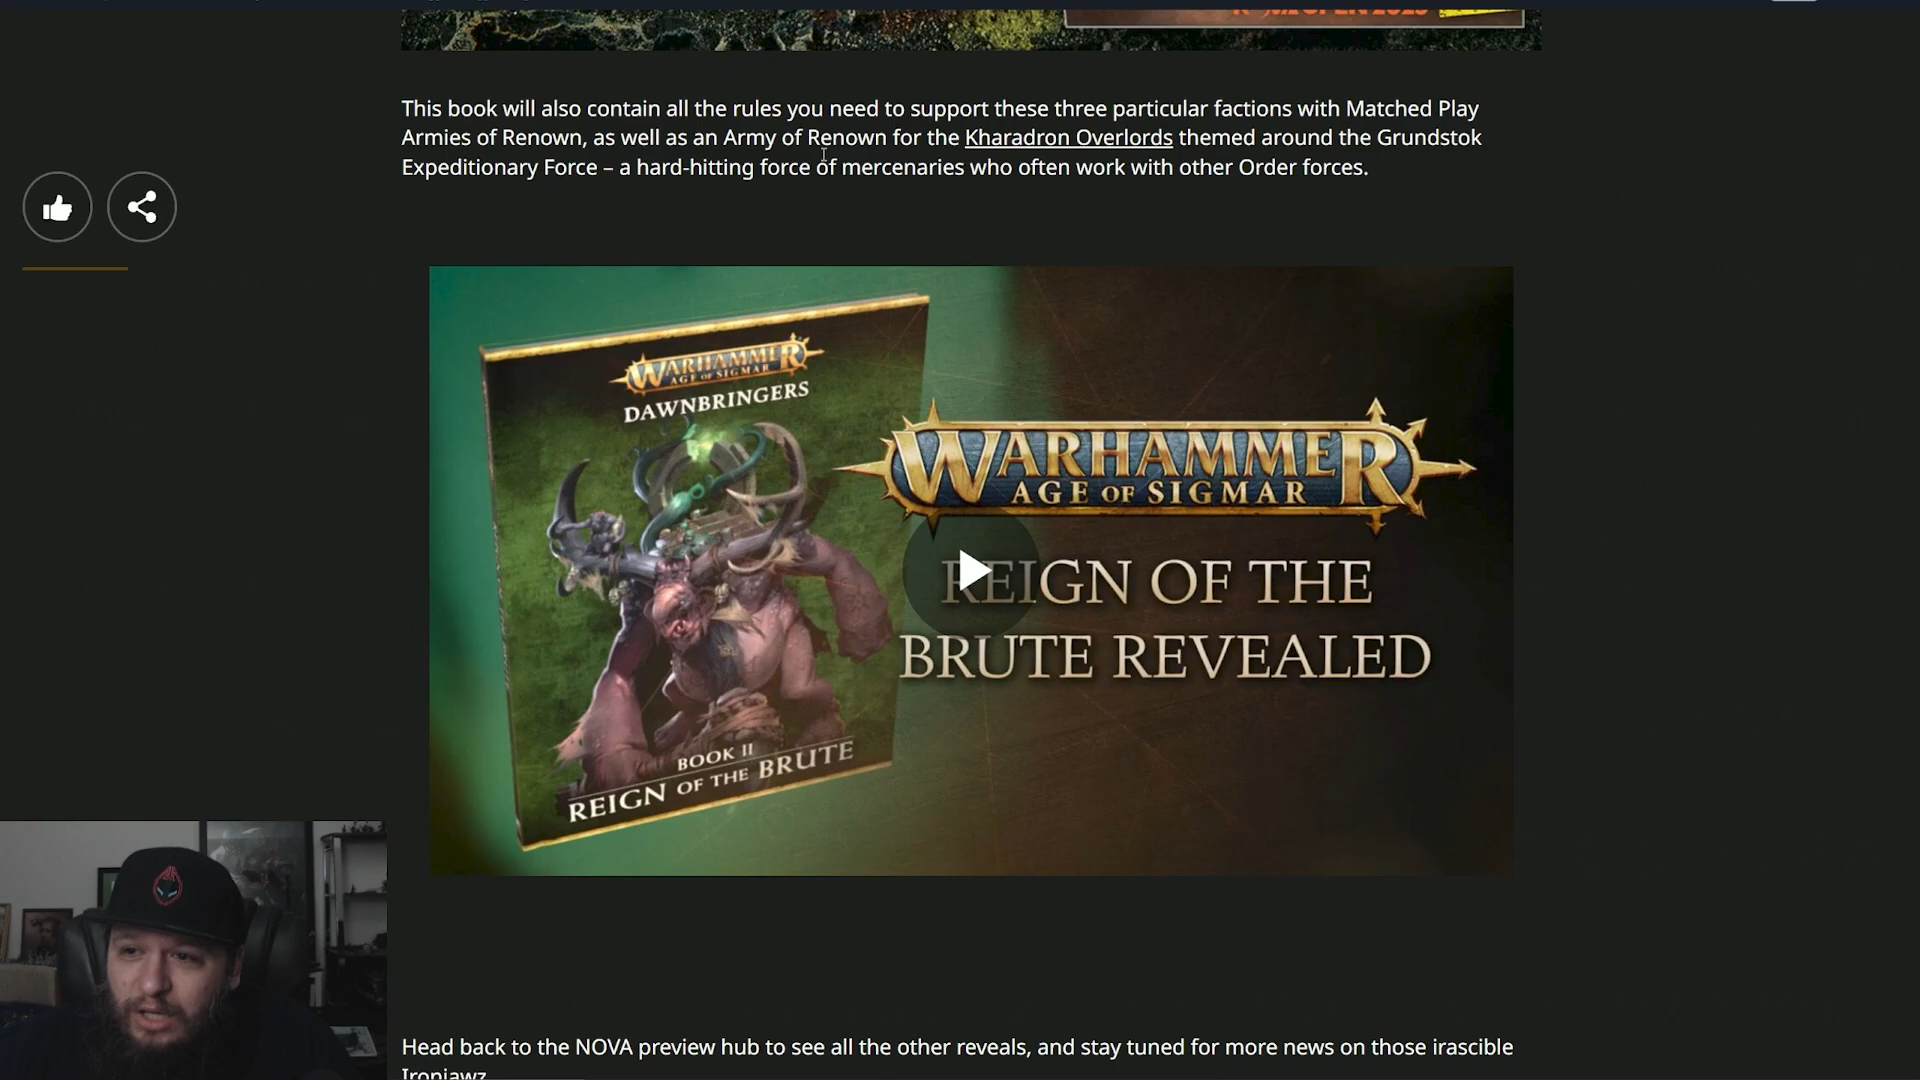 NOVA OPEN 2023
This book will also contain all the rules you need to support these three particular factions with Matched Play
Armies of Renown, as well as an Army of Renown for the Kharadron Overlords themed around the Grundstok
Expeditionary Force – a hard-hitting force of mercenaries who often work with other Order forces.
WARHAMMER
AGE OF SIGMAR
DAWNBRINGERS
BOOK II
REIGN OF THE BRUTE
WARHAMMER
AGE OF SIGMAR
REIGN OF THE
BRUTE REVEALED
Head back to the NOVA preview hub to see all the other reveals, and stay tuned for more news on those irascible
Ironjawz